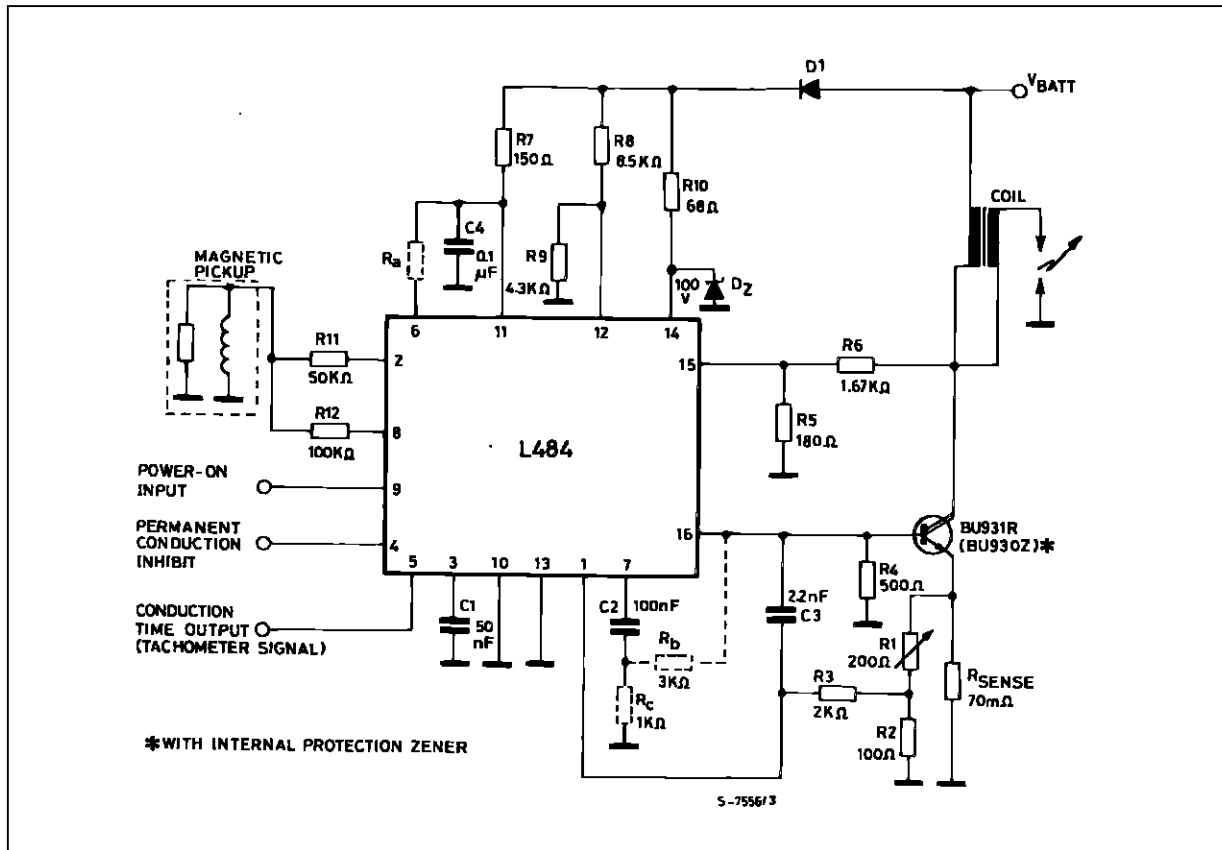 D1
VBATT
R7
150Ω
R8
8.5KΩ
R10
68Ω
COIL
C4
0.1
µF
Ra
R9
4.3KΩ
100
V
DZ
MAGNETIC
PICKUP
6
11
12
14
R11
50KΩ
2
15
R6
1.67KΩ
R12
100KΩ
8
R5
180Ω
L484
POWER-ON
INPUT
9
PERMANENT
CONDUCTION
INHIBIT
4
16
BU931R
(BU930Z)*
5
3
10
13
1
7
R4
500Ω
CONDUCTION
TIME OUTPUT
(TACHOMETER SIGNAL)
C1
50
nF
C2
100nF
2.2nF
C3
Rb
3KΩ
R1
200Ω
Rc
1KΩ
R3
2KΩ
RSENSE
70mΩ
R2
100Ω
*WITH INTERNAL PROTECTION ZENER
S-7556/3